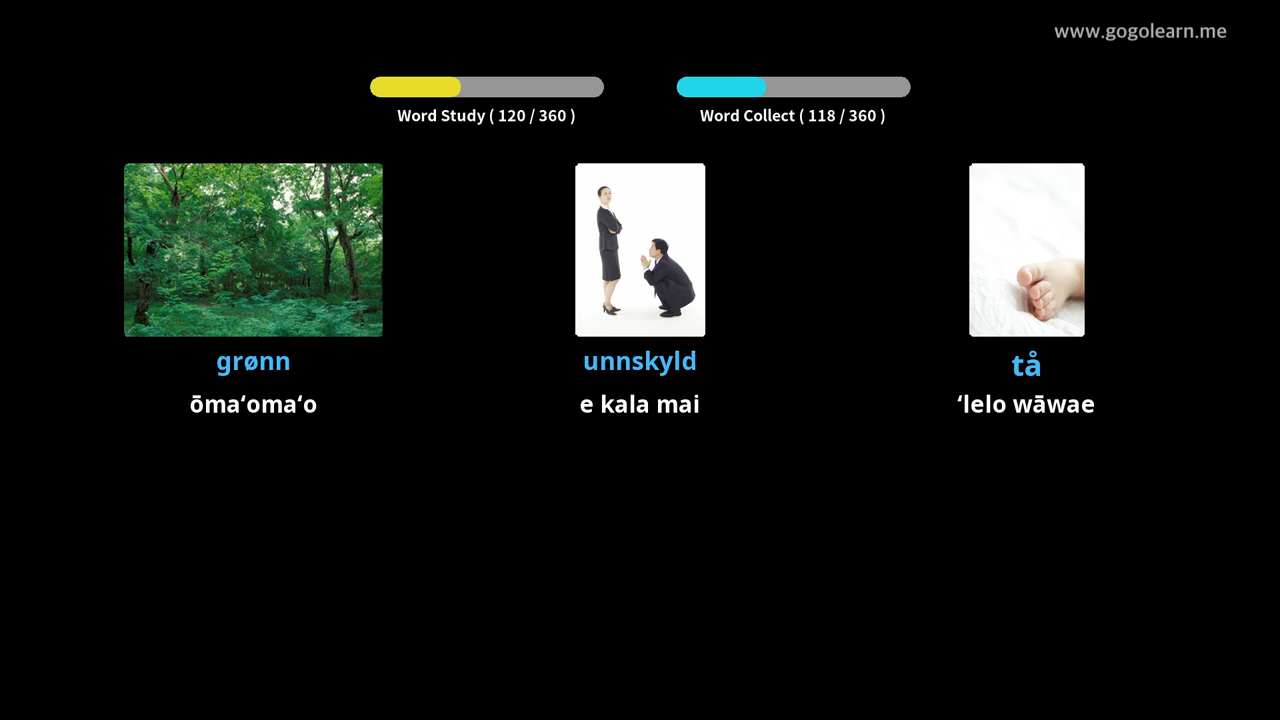 www.gogolearn.me
Word Study ( 120 / 360 )
Word Collect ( 118 / 360 )
grønn
unnskyld
tå
ōmaʻomaʻo
e kala mai
ʻlelo wāwae